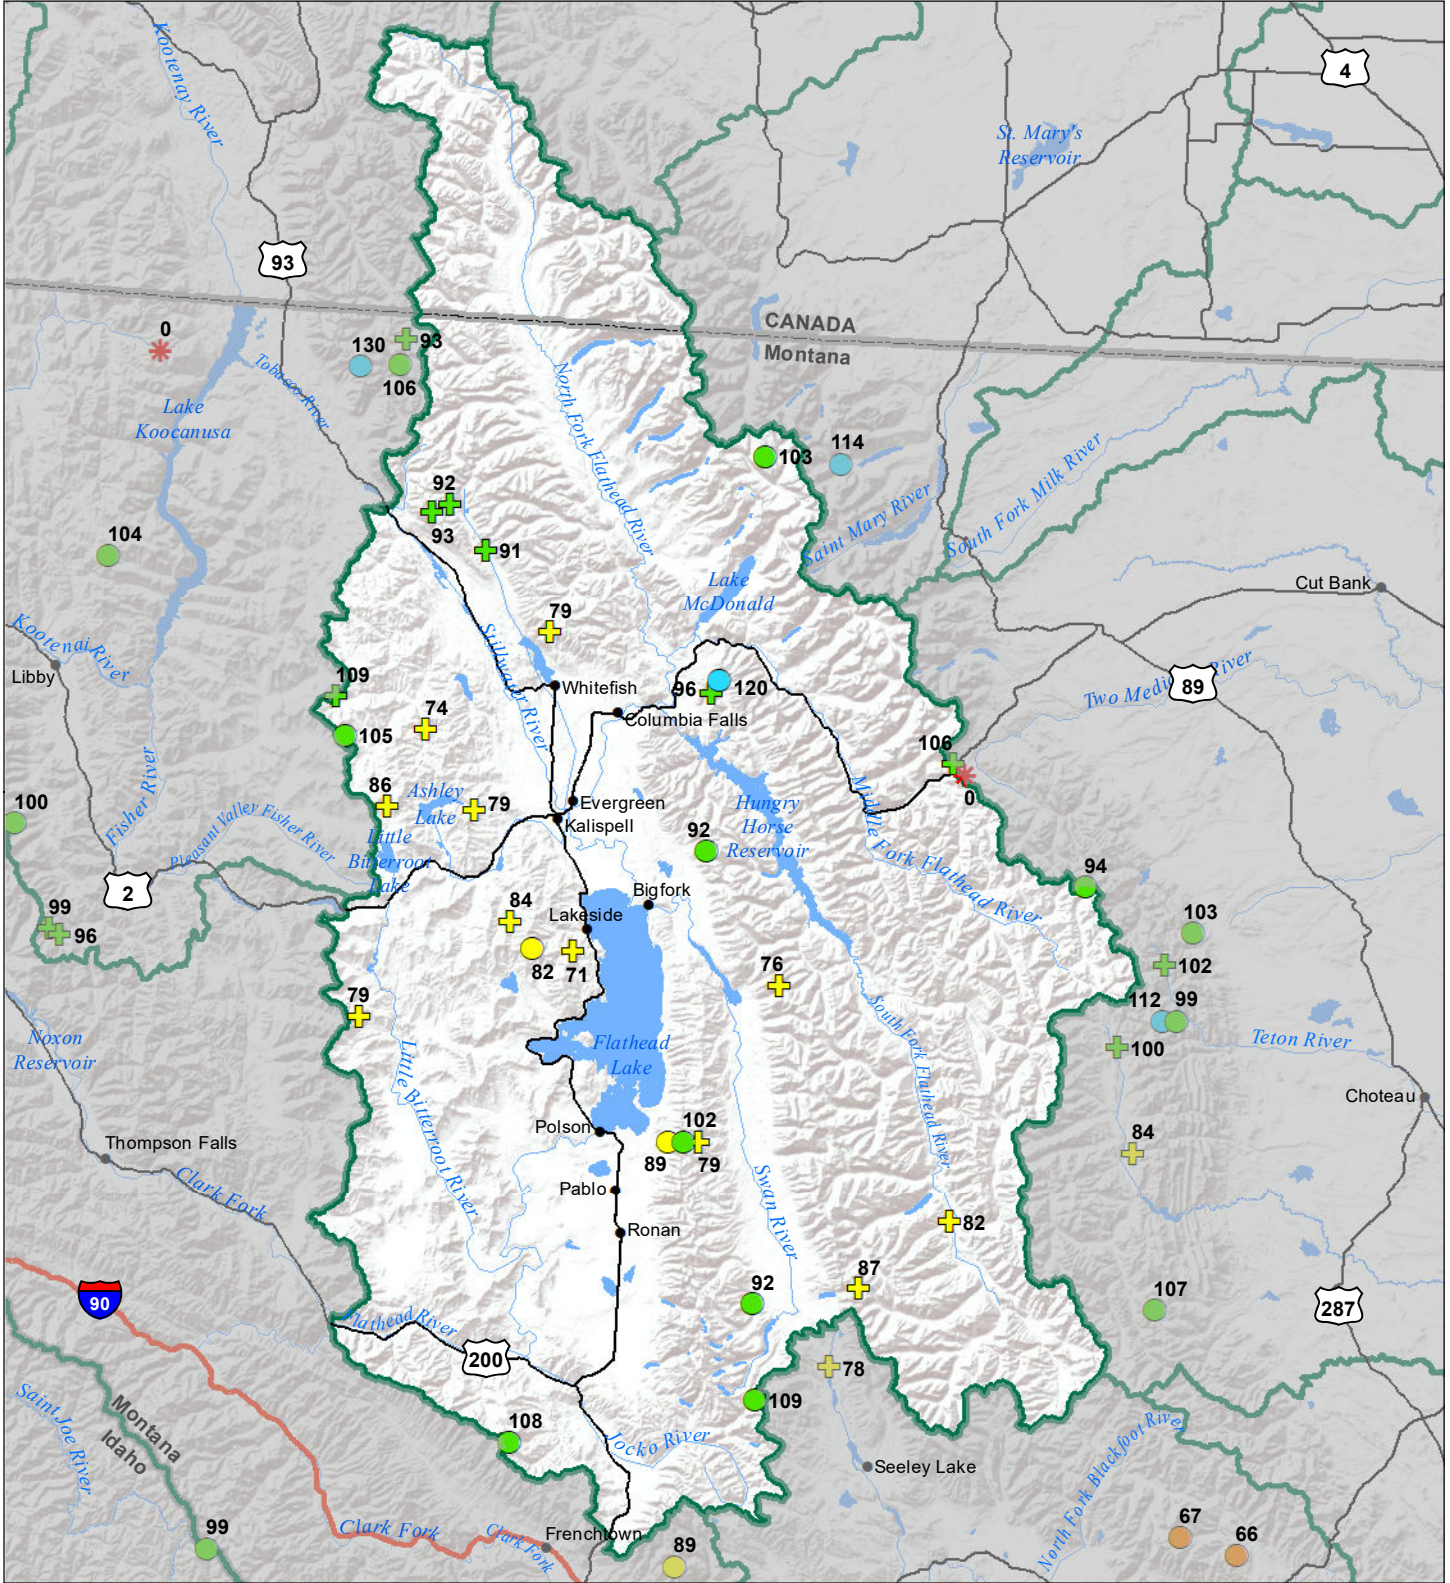 Kootenay River
4
St. Mary's
Reservoir
93
CANADA
Montana
0
130
93
106
Tobacco River
Lake
Koocanusa
North Fork Flathead River
103
114
92
93
91
Saint Mary River
South Fork Milk River
104
Lake
McDonald
Cut Bank
79
Kootenai River
Libby
Stillwater River
Two Medicine River
89
109
Whitefish
96
120
74
Columbia Falls
105
106
0
86
Ashley
Lake
79
Evergreen
Kalispell
Hungry
Horse
Reservoir
Middle Fork Flathead River
100
Fisher River
Pleasant Valley Fisher River
Little
Bitterroot
Lake
92
2
94
Bigfork
84
Lakeside
99
96
103
82
71
76
102
79
112
99
Noxon
Reservoir
Flathead
Lake
South Fork Flathead River
Teton River
100
Little Bitterroot River
Choteau
Polson
102
89
79
84
Thompson Falls
Clark Fork
Pablo
Swan River
Ronan
82
87
90
92
107
287
Flathead River
200
78
Saint Joe River
Montana
Idaho
109
108
Jocko River
North Fork Blackfoot River
Seeley Lake
Clark Fork
Clark Fork
Frenchtown
99
89
67
66